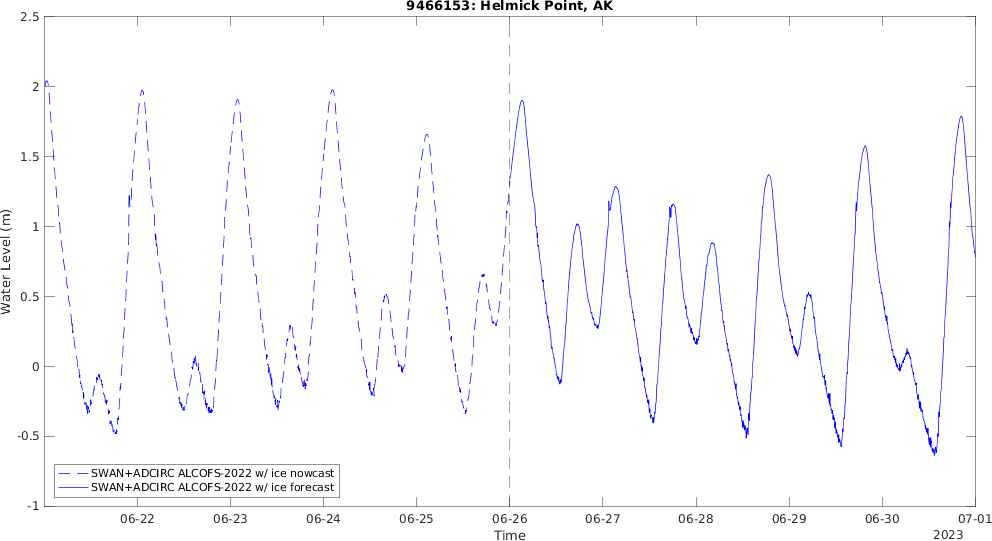 9466153: Helmick Point, AK
2.5
2
1.5
1
0.5
0
-0.5
-1
Water Level (m)
SWAN+ADCIRC ALCOFS-2022 w/ ice nowcast
SWAN+ADCIRC ALCOFS-2022 w/ ice forecast
06-22 06-23 06-24 06-25 06-26 06-27 06-28 06-29 06-30 07-01
Time
2023